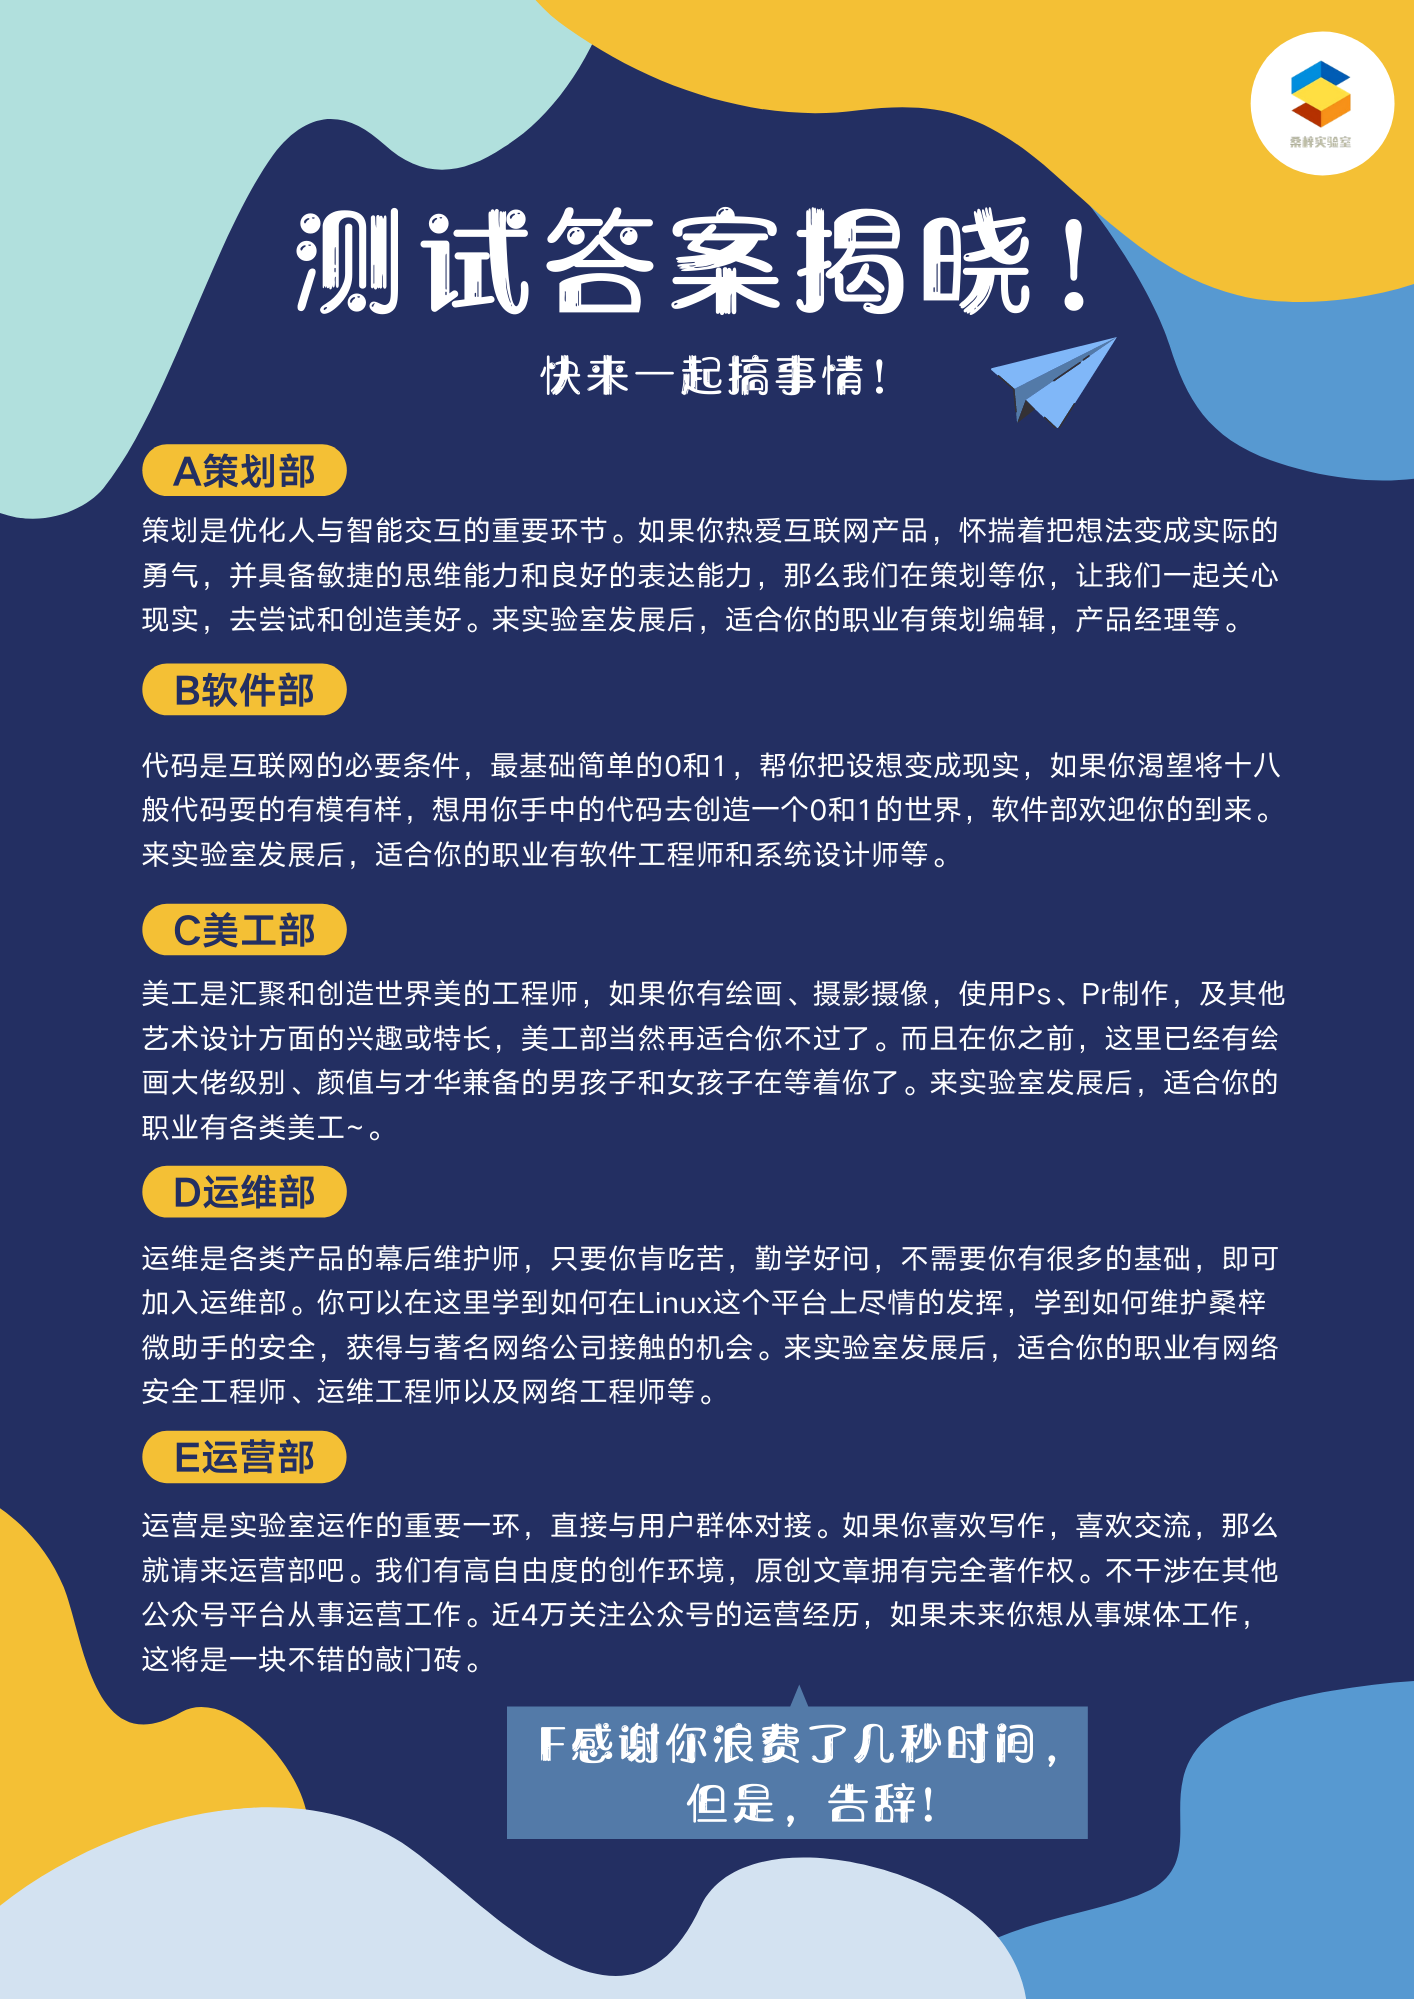 桑梓实验室
测试答案揭晓！
快来一起搞事情！
A策划部
策划是优化人与智能交互的重要环节。如果你热爱互联网产品，怀揣着把想法变成实际的
勇气，并具备敏捷的思维能力和良好的表达能力，那么我们在策划等你，让我们一起关心
现实，去尝试和创造美好。来实验室发展后，适合你的职业有策划编辑，产品经理等。
B软件部
代码是互联网的必要条件，最基础简单的0和1，帮你把设想变成现实，如果你渴望将十八
般代码耍的有模有样，想用你手中的代码去创造一个0和1的世界，软件部欢迎你的到来。
来实验室发展后，适合你的职业有软件工程师和系统设计师等。
C美工部
美工是汇聚和创造世界美的工程师，如果你有绘画、摄影摄像，使用Ps、Pr制作，及其他
艺术设计方面的兴趣或特长，美工部当然再适合你不过了。而且在你之前，这里已经有绘
画大佬级别、颜值与才华兼备的男孩子和女孩子在等着你了。来实验室发展后，适合你的
职业有各类美工~。
D运维部
运维是各类产品的幕后维护师，只要你肯吃苦，勤学好问，不需要你有很多的基础，即可
加入运维部。你可以在这里学到如何在Linux这个平台上尽情的发挥，学到如何维护桑梓
微助手的安全，获得与著名网络公司接触的机会。来实验室发展后，适合你的职业有网络
安全工程师、运维工程师以及网络工程师等。
E运营部
运营是实验室运作的重要一环，直接与用户群体对接。如果你喜欢写作，喜欢交流，那么
就请来运营部吧。我们有高自由度的创作环境，原创文章拥有完全著作权。不干涉在其他
公众号平台从事运营工作。近4万关注公众号的运营经历，如果未来你想从事媒体工作，
这将是一块不错的敲门砖。
F感谢你浪费了几秒时间，
但是，告辞！